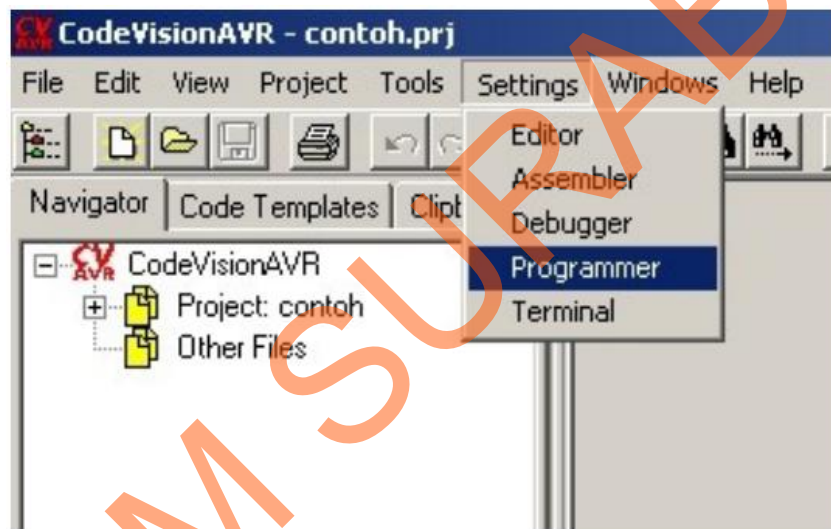 CodeVisionAVR - contoh.prj
File Edit View Project Tools Settings Windows Help
Editor
Assembler
Debugger
Programmer
Terminal
Navigator Code Templates
CodeVisionAVR
Project: contoh
Other Files
M SURAB